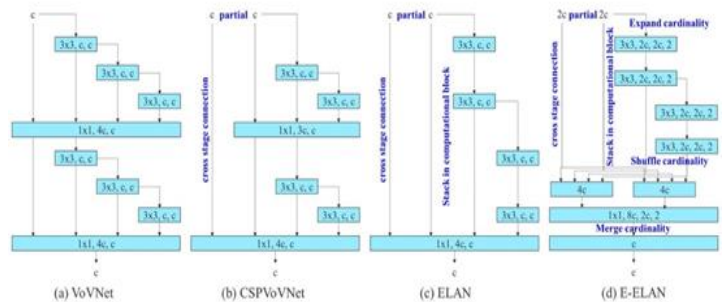 c
3x3, c, c
3x3, c, c
3x3, c, c
1x1, 4c, c
3x3, c, c
3x3, c, c
3x3, c, c
1x1, 4c, c
c
(a) VoVNet
c partial c
cross stage connection
3x3, c, c
3x3, c, c
1x1, 3c, c
3x3, c, c
3x3, c, c
1x1, 4c, c
c
(b) CSPVoVNet
c partial c
cross stage connection
Stack in computational block
3x3, c, c
3x3, c, c
3x3, c, c
3x3, c, c
1x1, 4c, c
c
(c) ELAN
2c partial 2c
cross stage connection
Stack in computational block
Expand cardinality
3x3, 2c, 2c, 2
3x3, 2c, 2c, 2
3x3, 2c, 2c, 2
3x3, 2c, 2c, 2
Shuffle cardinality
4c 4c
1x1, 8c, 2c, 2
Merge cardinality
c
c
(d) E-ELAN